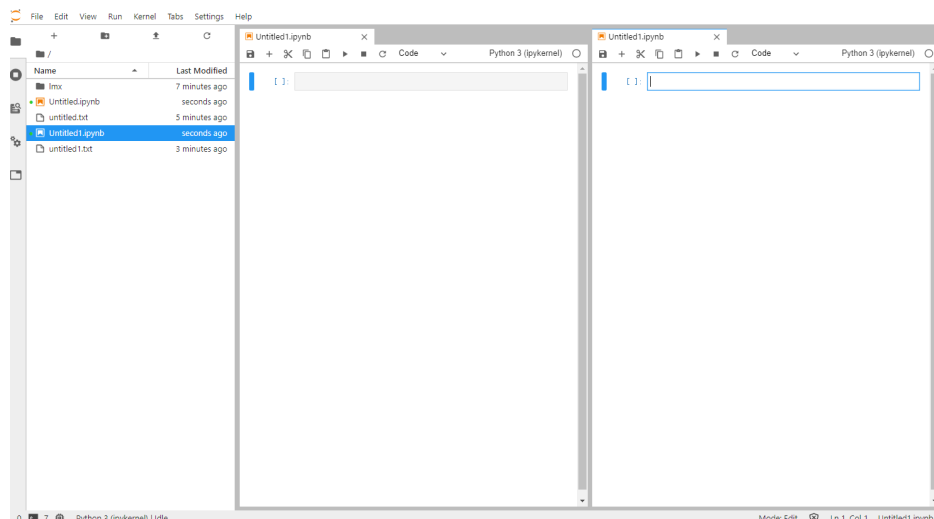 File Edit View Run Kernel Tabs Settings Help
Untitled1.ipynb
Untitled1.ipynb
/
Code
Python 3 (ipykernel)
Code
Python 3 (ipykernel)
Name Last Modified
[ ]:
[ ]:
lmx 7 minutes ago
Untitled.ipynb seconds ago
untitled.txt 5 minutes ago
Untitled1.ipynb seconds ago
untitled1.txt 3 minutes ago
0 7 Python 3 (ipykernel) | Idle Mode: Edit Ln 1, Col 1 Untitled1.ipynb